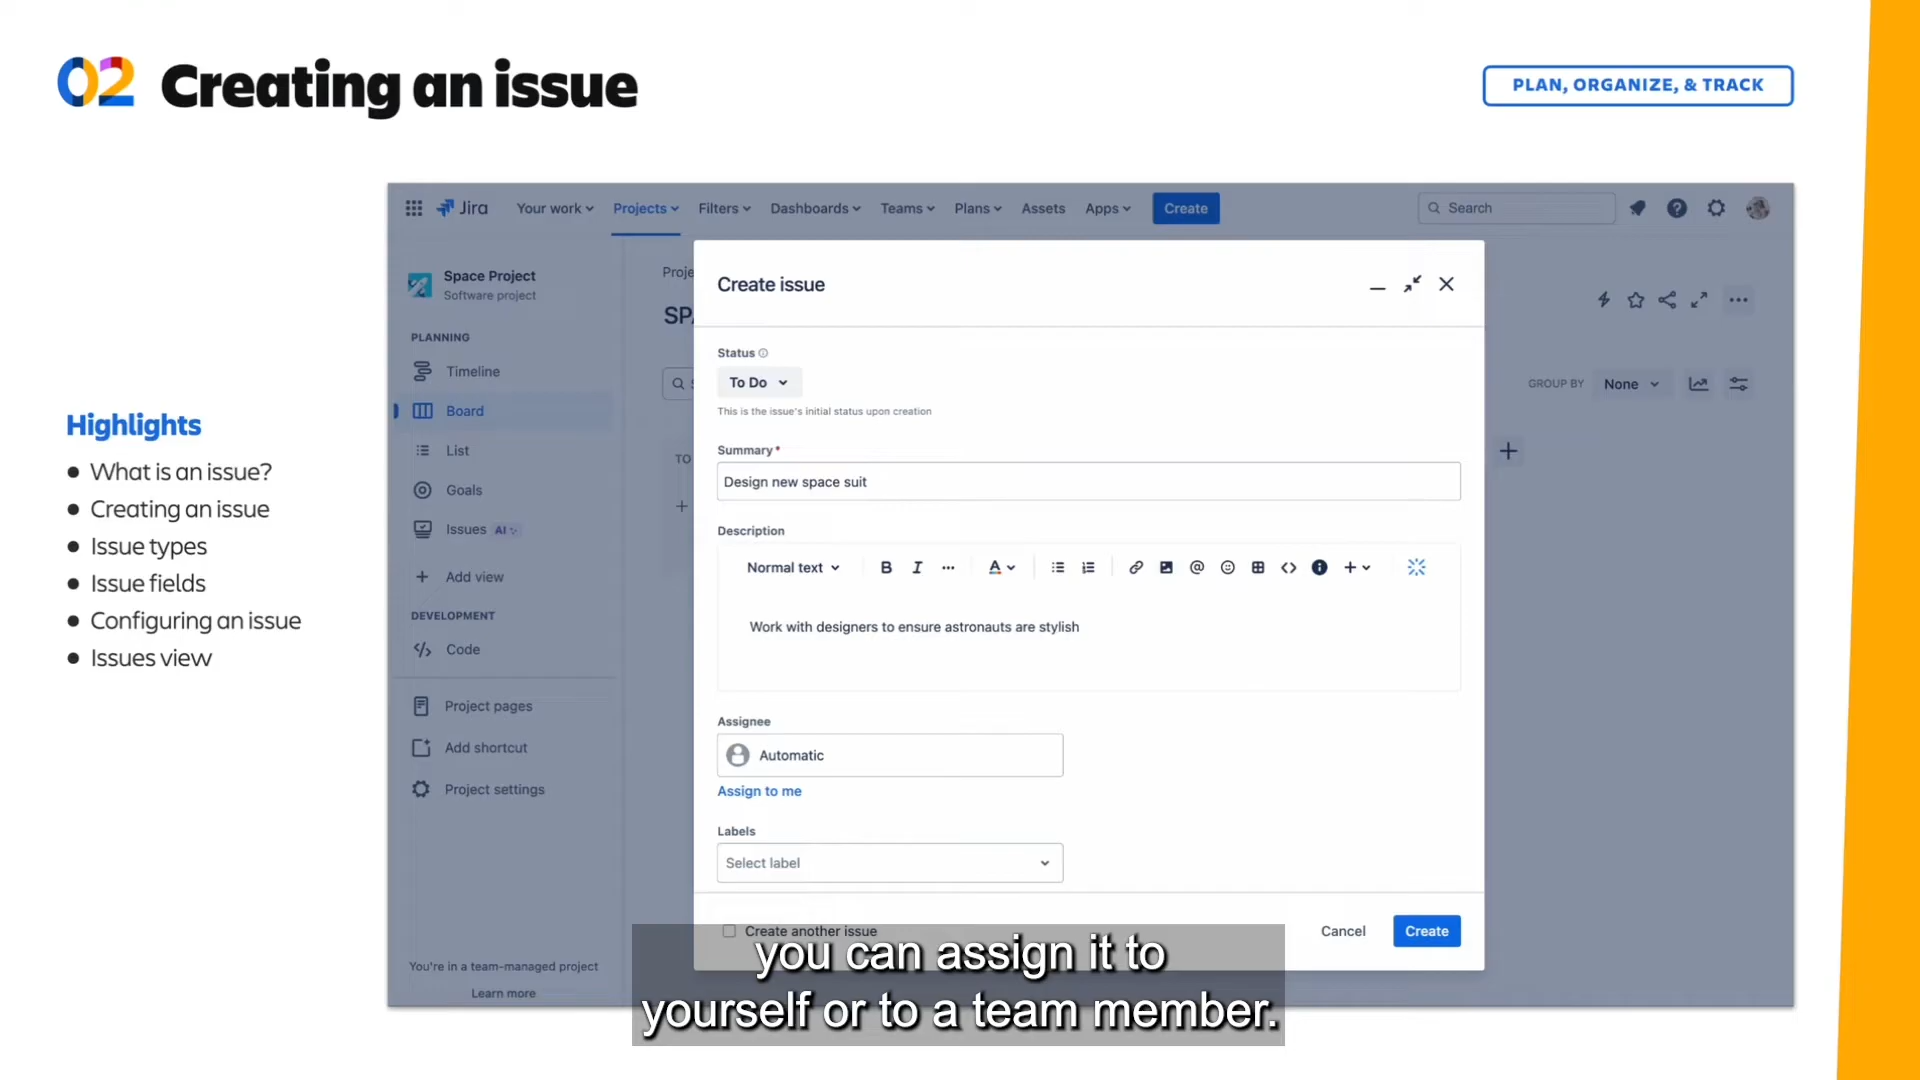 02 Creating an issue
PLAN, ORGANIZE, & TRACK
Highlights
What is an issue?
Creating an issue
Issue types
Issue fields
Configuring an issue
Issues view
Jira Your work Projects Filters Dashboards Teams Plans Assets Apps Create Search
Space Project
Software project
PLANNING
Timeline
Board
List
Goals
Issues AI
Add view
DEVELOPMENT
Code
Project pages
Add shortcut
Project settings
You're in a team-managed project
Learn more
Proje
SPA
GROUP BY None
TO
Create issue
Status
To Do
This is the issue's initial status upon creation
Summary *
Design new space suit
Description
Normal text B I ... A
Work with designers to ensure astronauts are stylish
Assignee
Automatic
Assign to me
Labels
Select label
Create another issue Cancel Create
you can assign it to
yourself or to a team member.